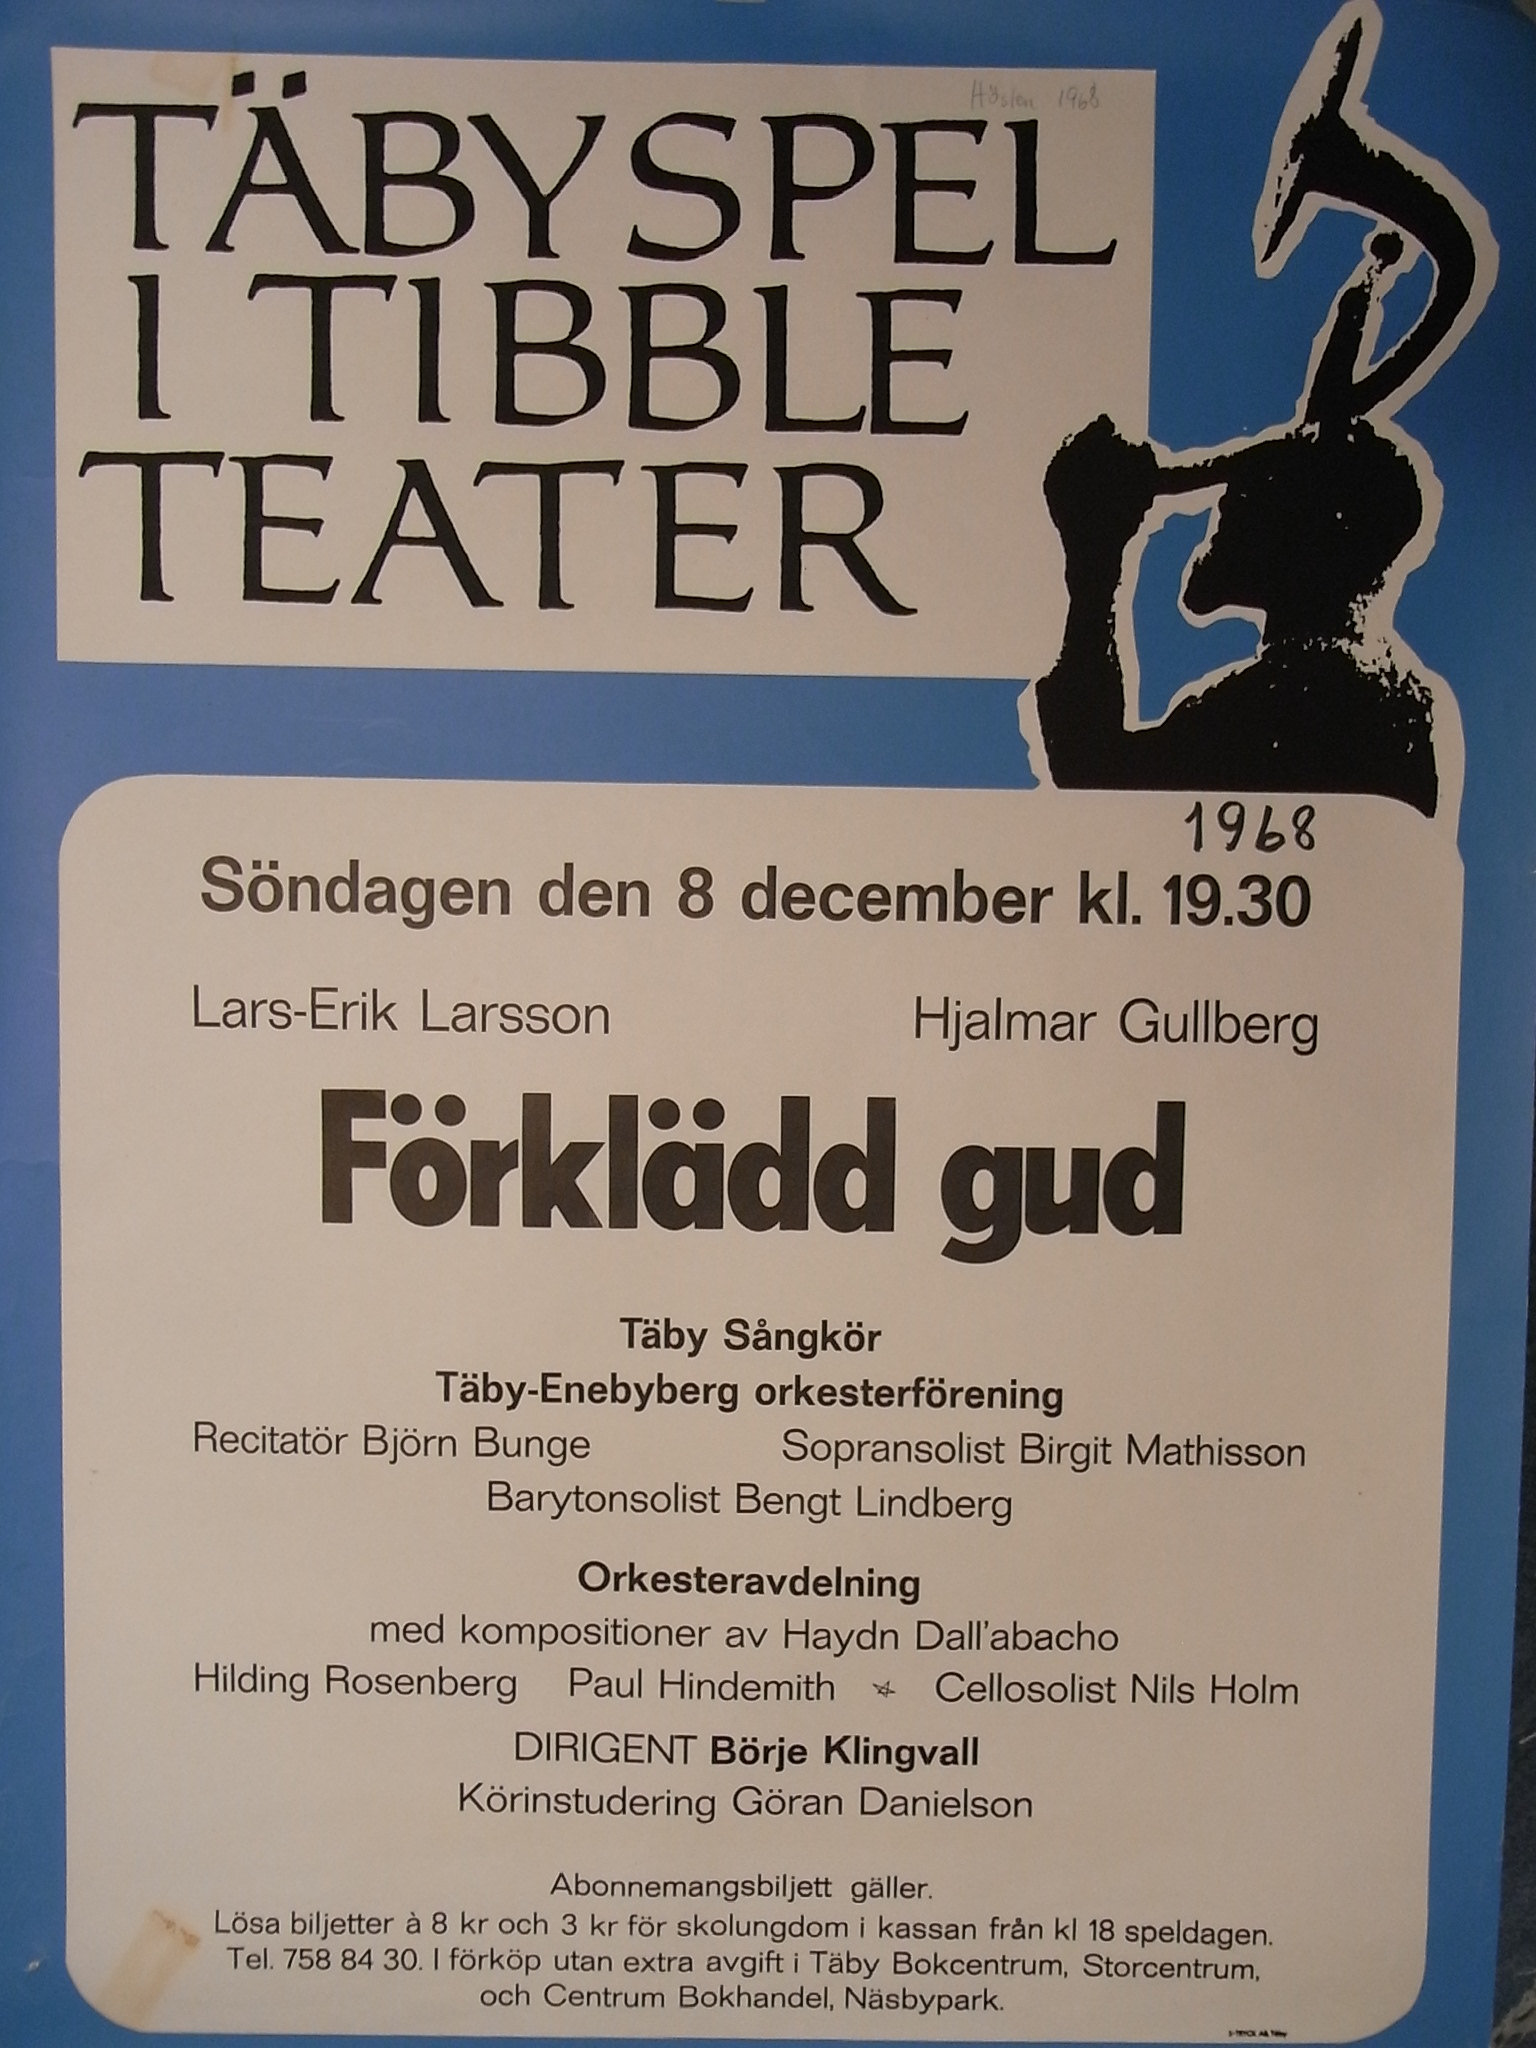 Hösten 1968
TÄBYSPEL
I TIBBLE
TEATER
1968
Söndagen den 8 december kl. 19.30
Lars-Erik Larsson Hjalmar Gullberg
Förklädd gud
Täby Sångkör
Täby-Enebyberg orkesterförening
Recitatör Björn Bunge Sopransolist Birgit Mathisson
Barytonsolist Bengt Lindberg
Orkesteravdelning
med kompositioner av Haydn Dall'abacho
Hilding Rosenberg Paul Hindemith ☆ Cellosolist Nils Holm
DIRIGENT Börje Klingvall
Körinstudering Göran Danielson
Abonnemangsbiljett gäller.
Lösa biljetter à 8 kr och 3 kr för skolungdom i kassan från kl 18 speldagen.
Tel. 758 84 30. I förköp utan extra avgift i Täby Bokcentrum, Storcentrum,
och Centrum Bokhandel, Näsbypark.